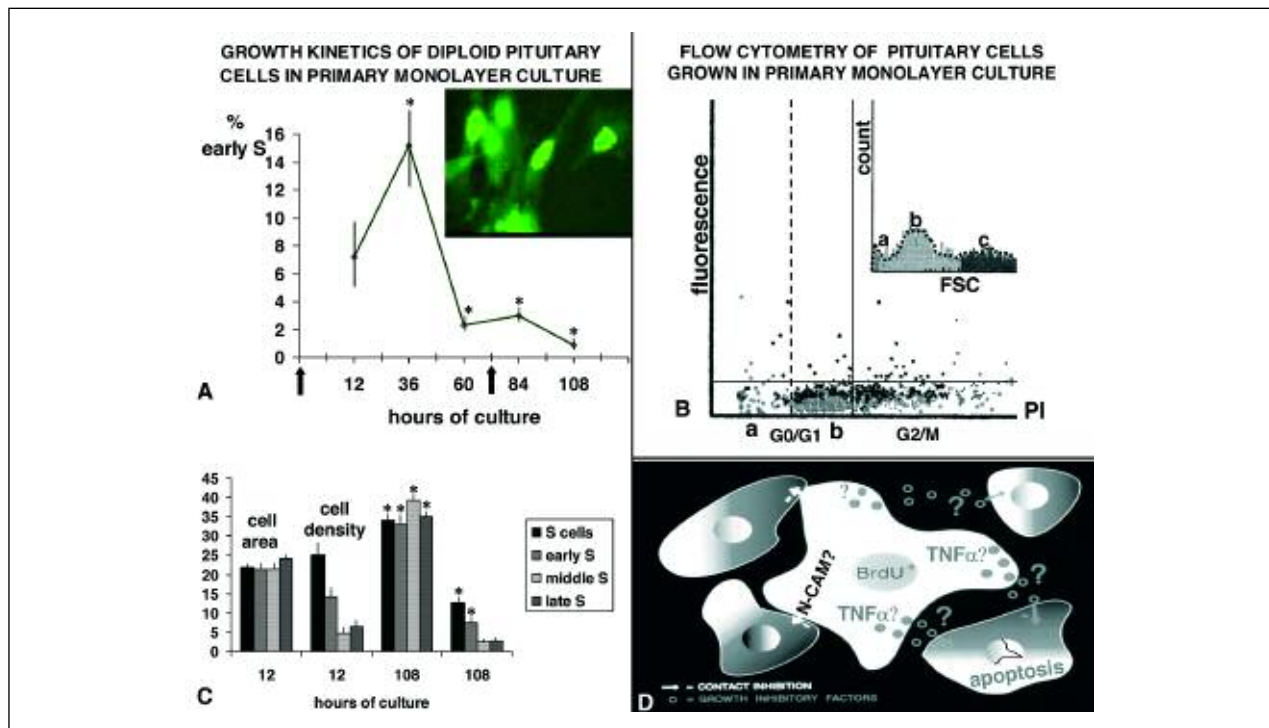 GROWTH KINETICS OF DIPLOID PITUITARY
CELLS IN PRIMARY MONOLAYER CULTURE
%
early S
16
14
12
10
8
6
4
2
0
*
*
*
*
12 36 60 84 108
hours of culture
A
FLOW CYTOMETRY OF PITUITARY CELLS
GROWN IN PRIMARY MONOLAYER CULTURE
fluorescence
count
a b c
FSC
B
PI
a G0/G1 b G2/M
45
40
35
30
25
20
15
10
5
0
cell
area
cell
density
* * * *
* *
12 12 108 108
hours of culture
C
S cells
early S
middle S
late S
?
?
N-CAM?
BrdU+
TNFα?
?
TNFα?
?
apoptosis
D
= CONTACT INHIBITION
= GROWTH INHIBITORY FACTORS